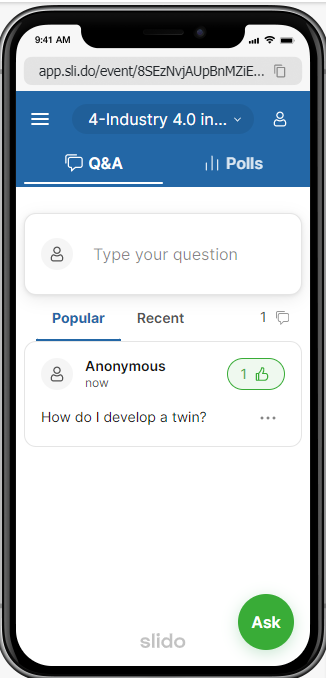 9:41 AM
app.sli.do/event/8SEzNvjAUpBnMZiE...
4-Industry 4.0 in...
Q&A
Polls
Type your question
Popular
Recent
1
Anonymous
now
1
How do I develop a twin?
Ask
slido